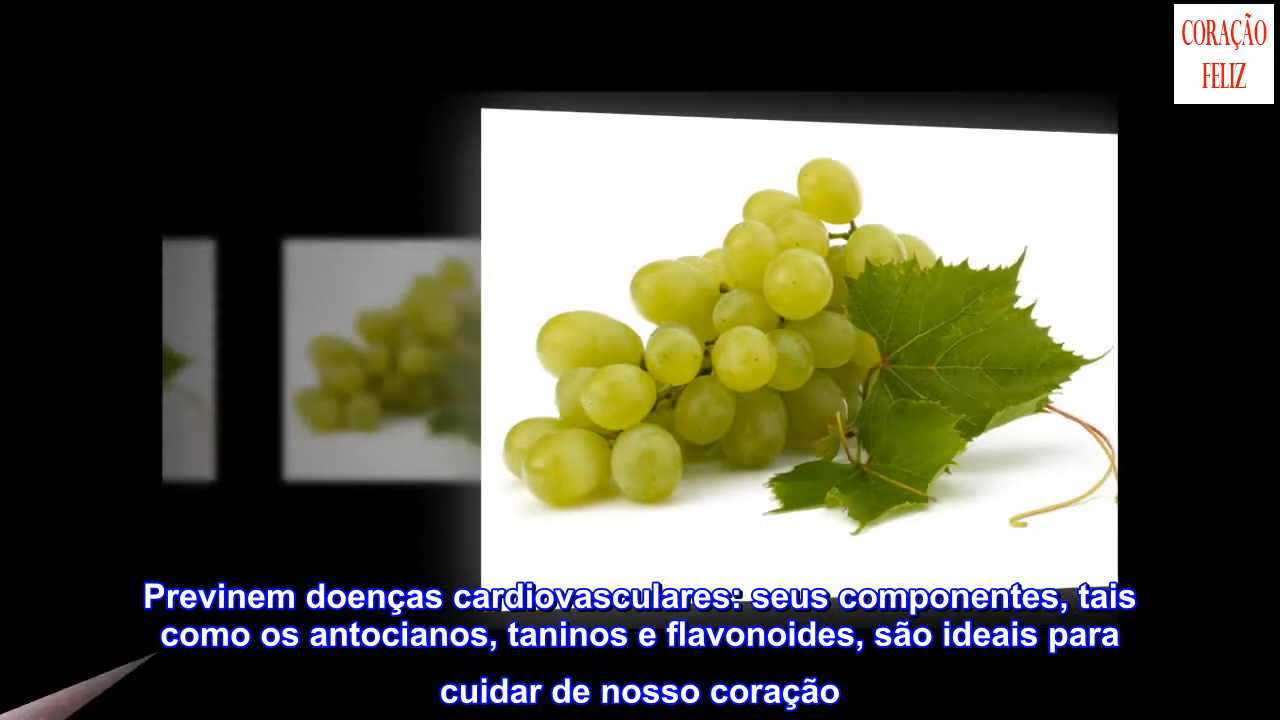 CORAÇÃO
FELIZ
Previnem doenças cardiovasculares: seus componentes, tais
como os antocianos, taninos e flavonoides, são ideais para
cuidar de nosso coração